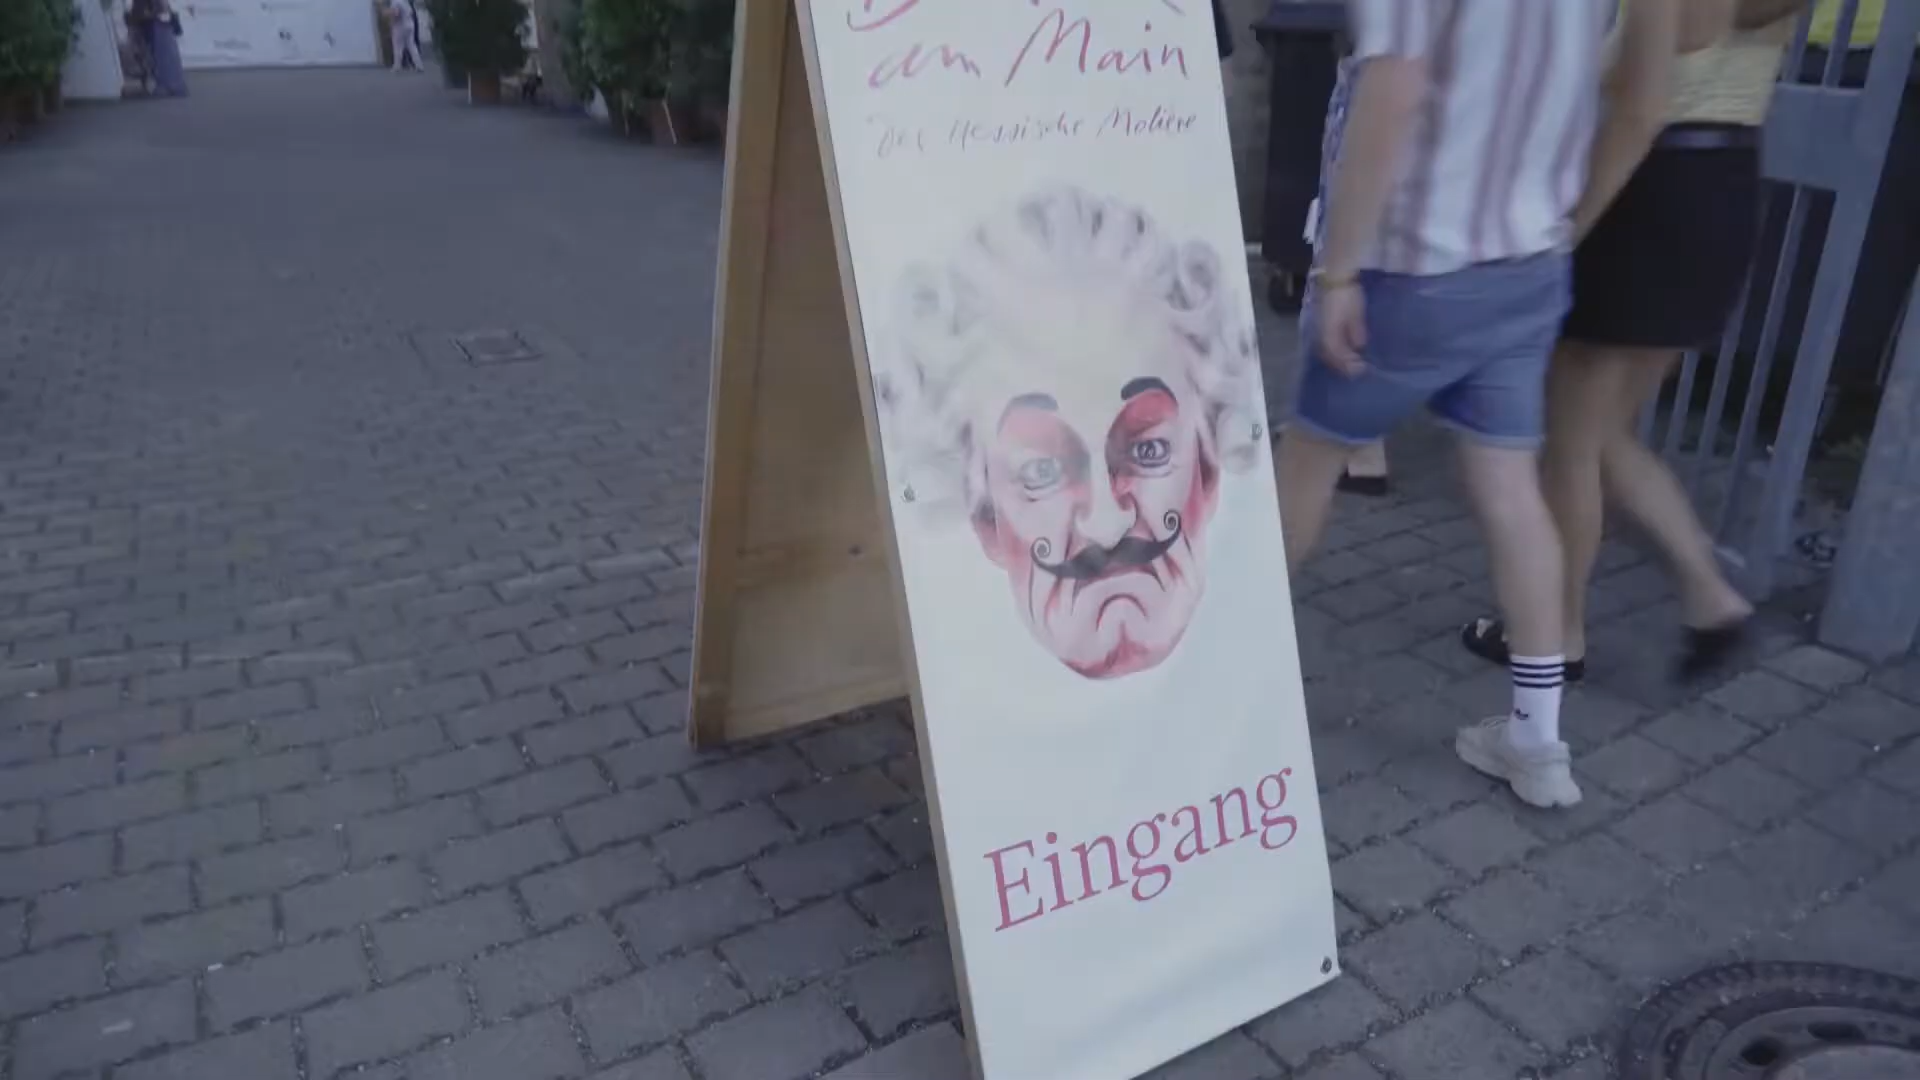 am Main
Der Hessische Molière
Eingang